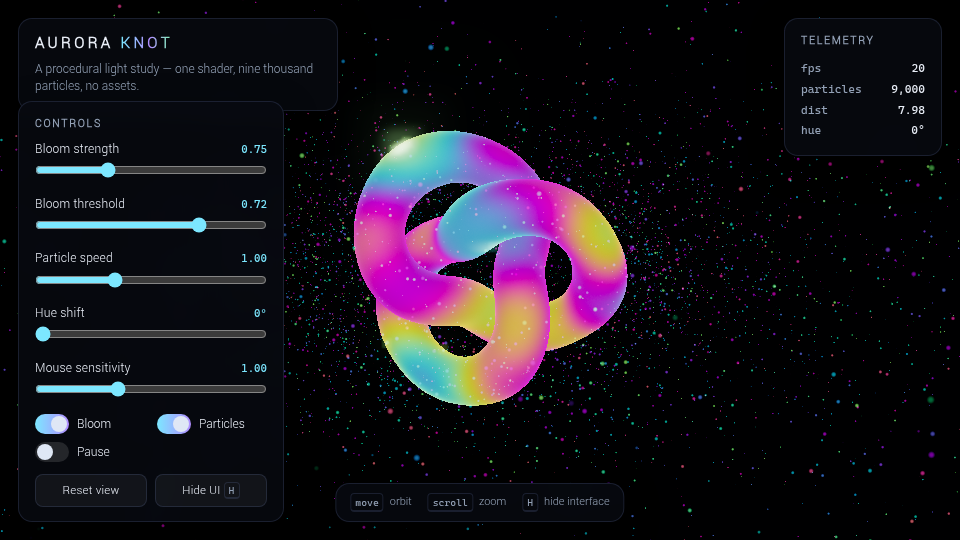 AURORA KNOT
A procedural light study — one shader, nine thousand
particles, no assets.
CONTROLS
Bloom strength 0.75
Bloom threshold 0.72
Particle speed 1.00
Hue shift 0°
Mouse sensitivity 1.00
Bloom Particles
Pause
Reset view Hide UI H
TELEMETRY
fps 20
particles 9,000
dist 7.98
hue 0°
move orbit scroll zoom H hide interface